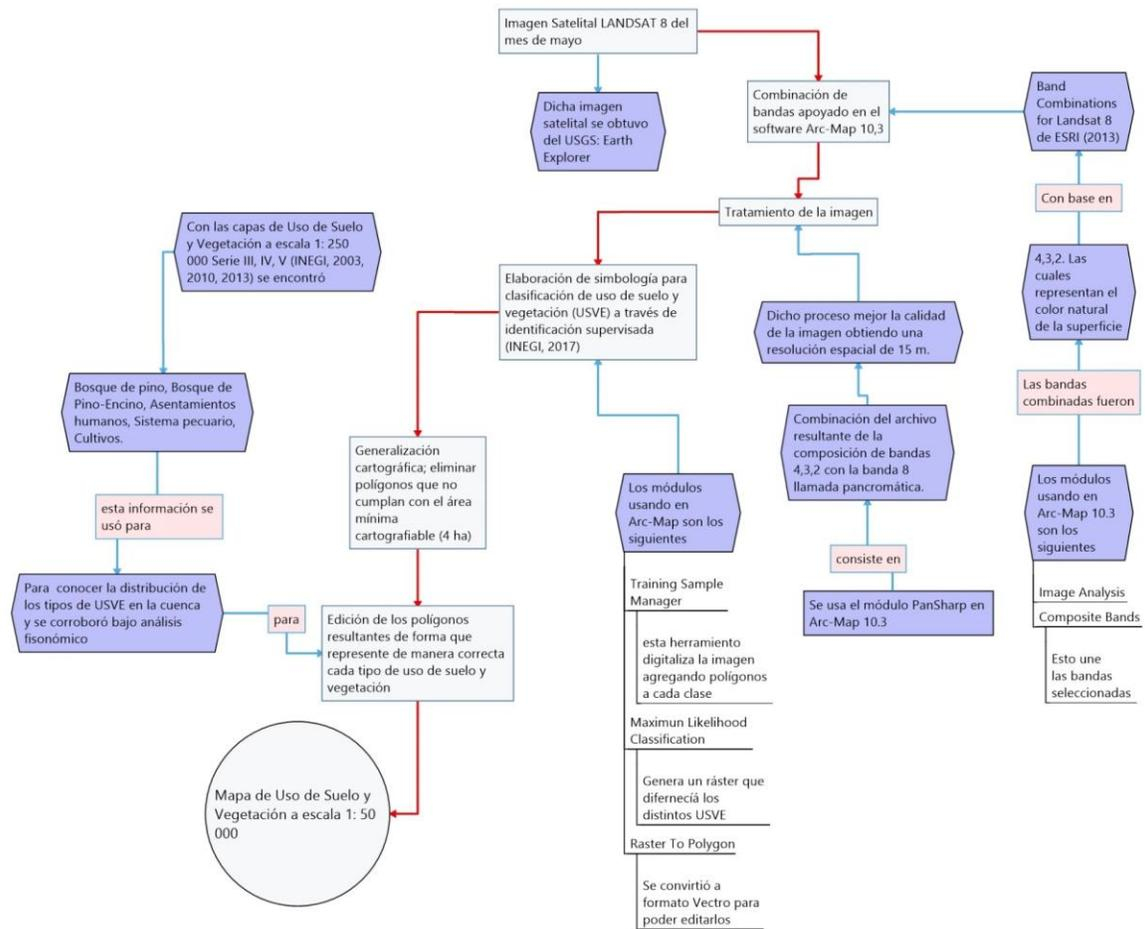 Imagen Satelital LANDSAT 8 del
mes de mayo
Dicha imagen
satelital se obtuvo
del USGS: Earth
Explorer
Combinación de
bandas apoyado en el
software Arc-Map 10,3
Band
Combinations
for Landsat 8
de ESRI (2013)
Con base en
4,3,2. Las
cuales
representan el
color natural
de la superficie
Las bandas
combinadas fueron
Los módulos
usando en
Arc-Map 10.3
son los
siguientes
Image Analysis
Composite Bands
Esto une
las bandas
seleccionadas
Tratamiento de la imagen
Dicho proceso mejor la calidad
de la imagen obtiendo una
resolución espacial de 15 m.
Combinación del archivo
resultante de la
composición de bandas
4,3,2 con la banda 8
llamada pancromática.
consiste en
Se usa el módulo PanSharp en
Arc-Map 10.3
Elaboración de simbología para
clasificación de uso de suelo y
vegetación (USVE) a través de
identificación supervisada
(INEGI, 2017)
Los módulos
usando en
Arc-Map son los
siguientes
Training Sample
Manager
esta herramiento
digitaliza la imagen
agregando polígonos
a cada clase
Maximun Likelihood
Classification
Genera un ráster que
difernecíá los
distintos USVE
Raster To Polygon
Se convirtió a
formato Vectro para
poder editarlos
Con las capas de Uso de Suelo
y Vegetación a escala 1: 250
000 Serie III, IV, V (INEGI, 2003,
2010, 2013) se encontró
Bosque de pino, Bosque de
Pino-Encino, Asentamientos
humanos, Sistema pecuario,
Cultivos.
esta información se
usó para
Para conocer la distribución de
los tipos de USVE en la cuenca
y se corroboró bajo análisis
fisonómico
para
Generalización
cartográfica; eliminar
polígonos que no
cumplan con el área
mínima
cartografiable (4 ha)
Edición de los polígonos
resultantes de forma que
represente de manera correcta
cada tipo de uso de suelo y
vegetación
Mapa de Uso de Suelo y
Vegetación a escala 1: 50
000